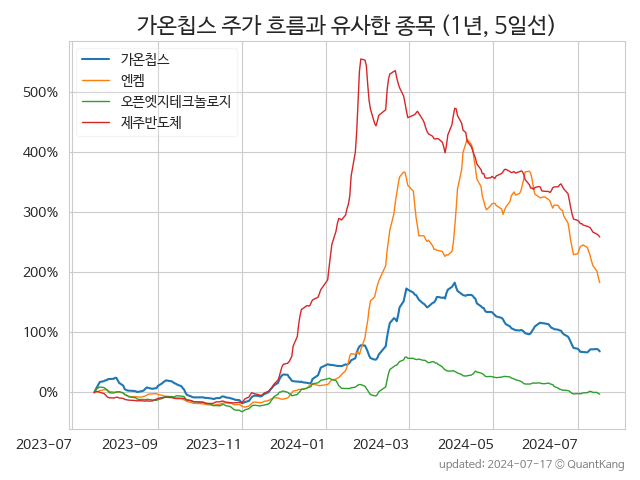 가온칩스 주가 흐름과 유사한 종목 (1년, 5일선)
가온칩스
엔켐
오픈엣지테크놀로지
제주반도체
500%
400%
300%
200%
100%
0%
2023-07 2023-09 2023-11 2024-01 2024-03 2024-05 2024-07
updated: 2024-07-17 © QuantKang